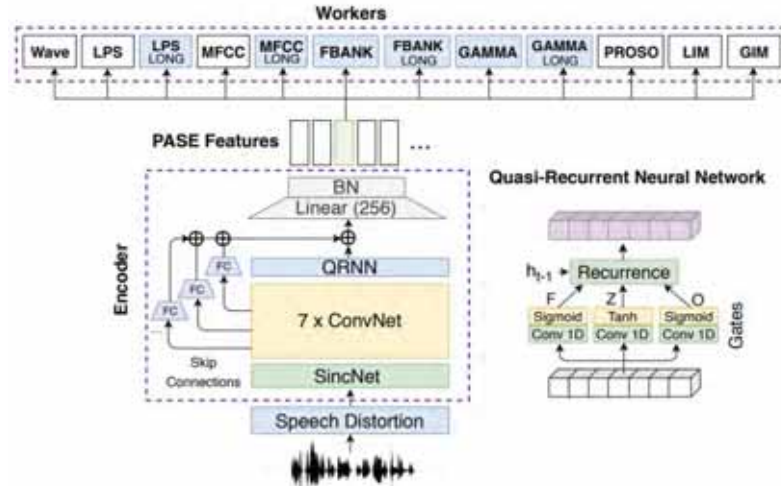 Workers
Wave LPS LPS LONG MFCC MFCC LONG FBANK FBANK LONG GAMMA GAMMA LONG PROSO LIM GIM
PASE Features
...
Encoder
BN
Linear (256)
QRNN
FC
FC
FC
7 x ConvNet
Skip
Connections
SincNet
Speech Distortion
Quasi-Recurrent Neural Network
ht-1
Recurrence
F Z O
Sigmoid Tanh Sigmoid
Conv 1D Conv 1D Conv 1D
Gates